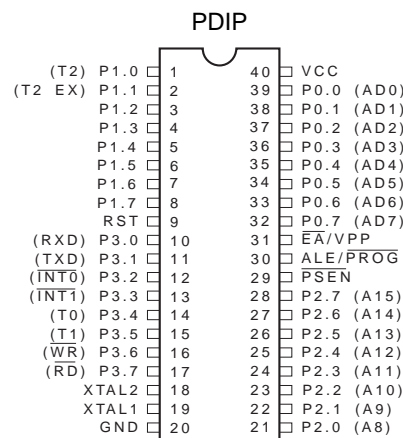 PDIP
(T2) P1.0 1 40 VCC
(T2 EX) P1.1 2 39 P0.0 (AD0)
P1.2 3 38 P0.1 (AD1)
P1.3 4 37 P0.2 (AD2)
P1.4 5 36 P0.3 (AD3)
P1.5 6 35 P0.4 (AD4)
P1.6 7 34 P0.5 (AD5)
P1.7 8 33 P0.6 (AD6)
RST 9 32 P0.7 (AD7)
(RXD) P3.0 10 31 E̅A̅/VPP
(TXD) P3.1 11 30 ALE/P̅R̅O̅G̅
(I̅N̅T̅0̅) P3.2 12 29 P̅S̅E̅N̅
(I̅N̅T̅1̅) P3.3 13 28 P2.7 (A15)
(T0) P3.4 14 27 P2.6 (A14)
(T1) P3.5 15 26 P2.5 (A13)
(W̅R̅) P3.6 16 25 P2.4 (A12)
(R̅D̅) P3.7 17 24 P2.3 (A11)
XTAL2 18 23 P2.2 (A10)
XTAL1 19 22 P2.1 (A9)
GND 20 21 P2.0 (A8)